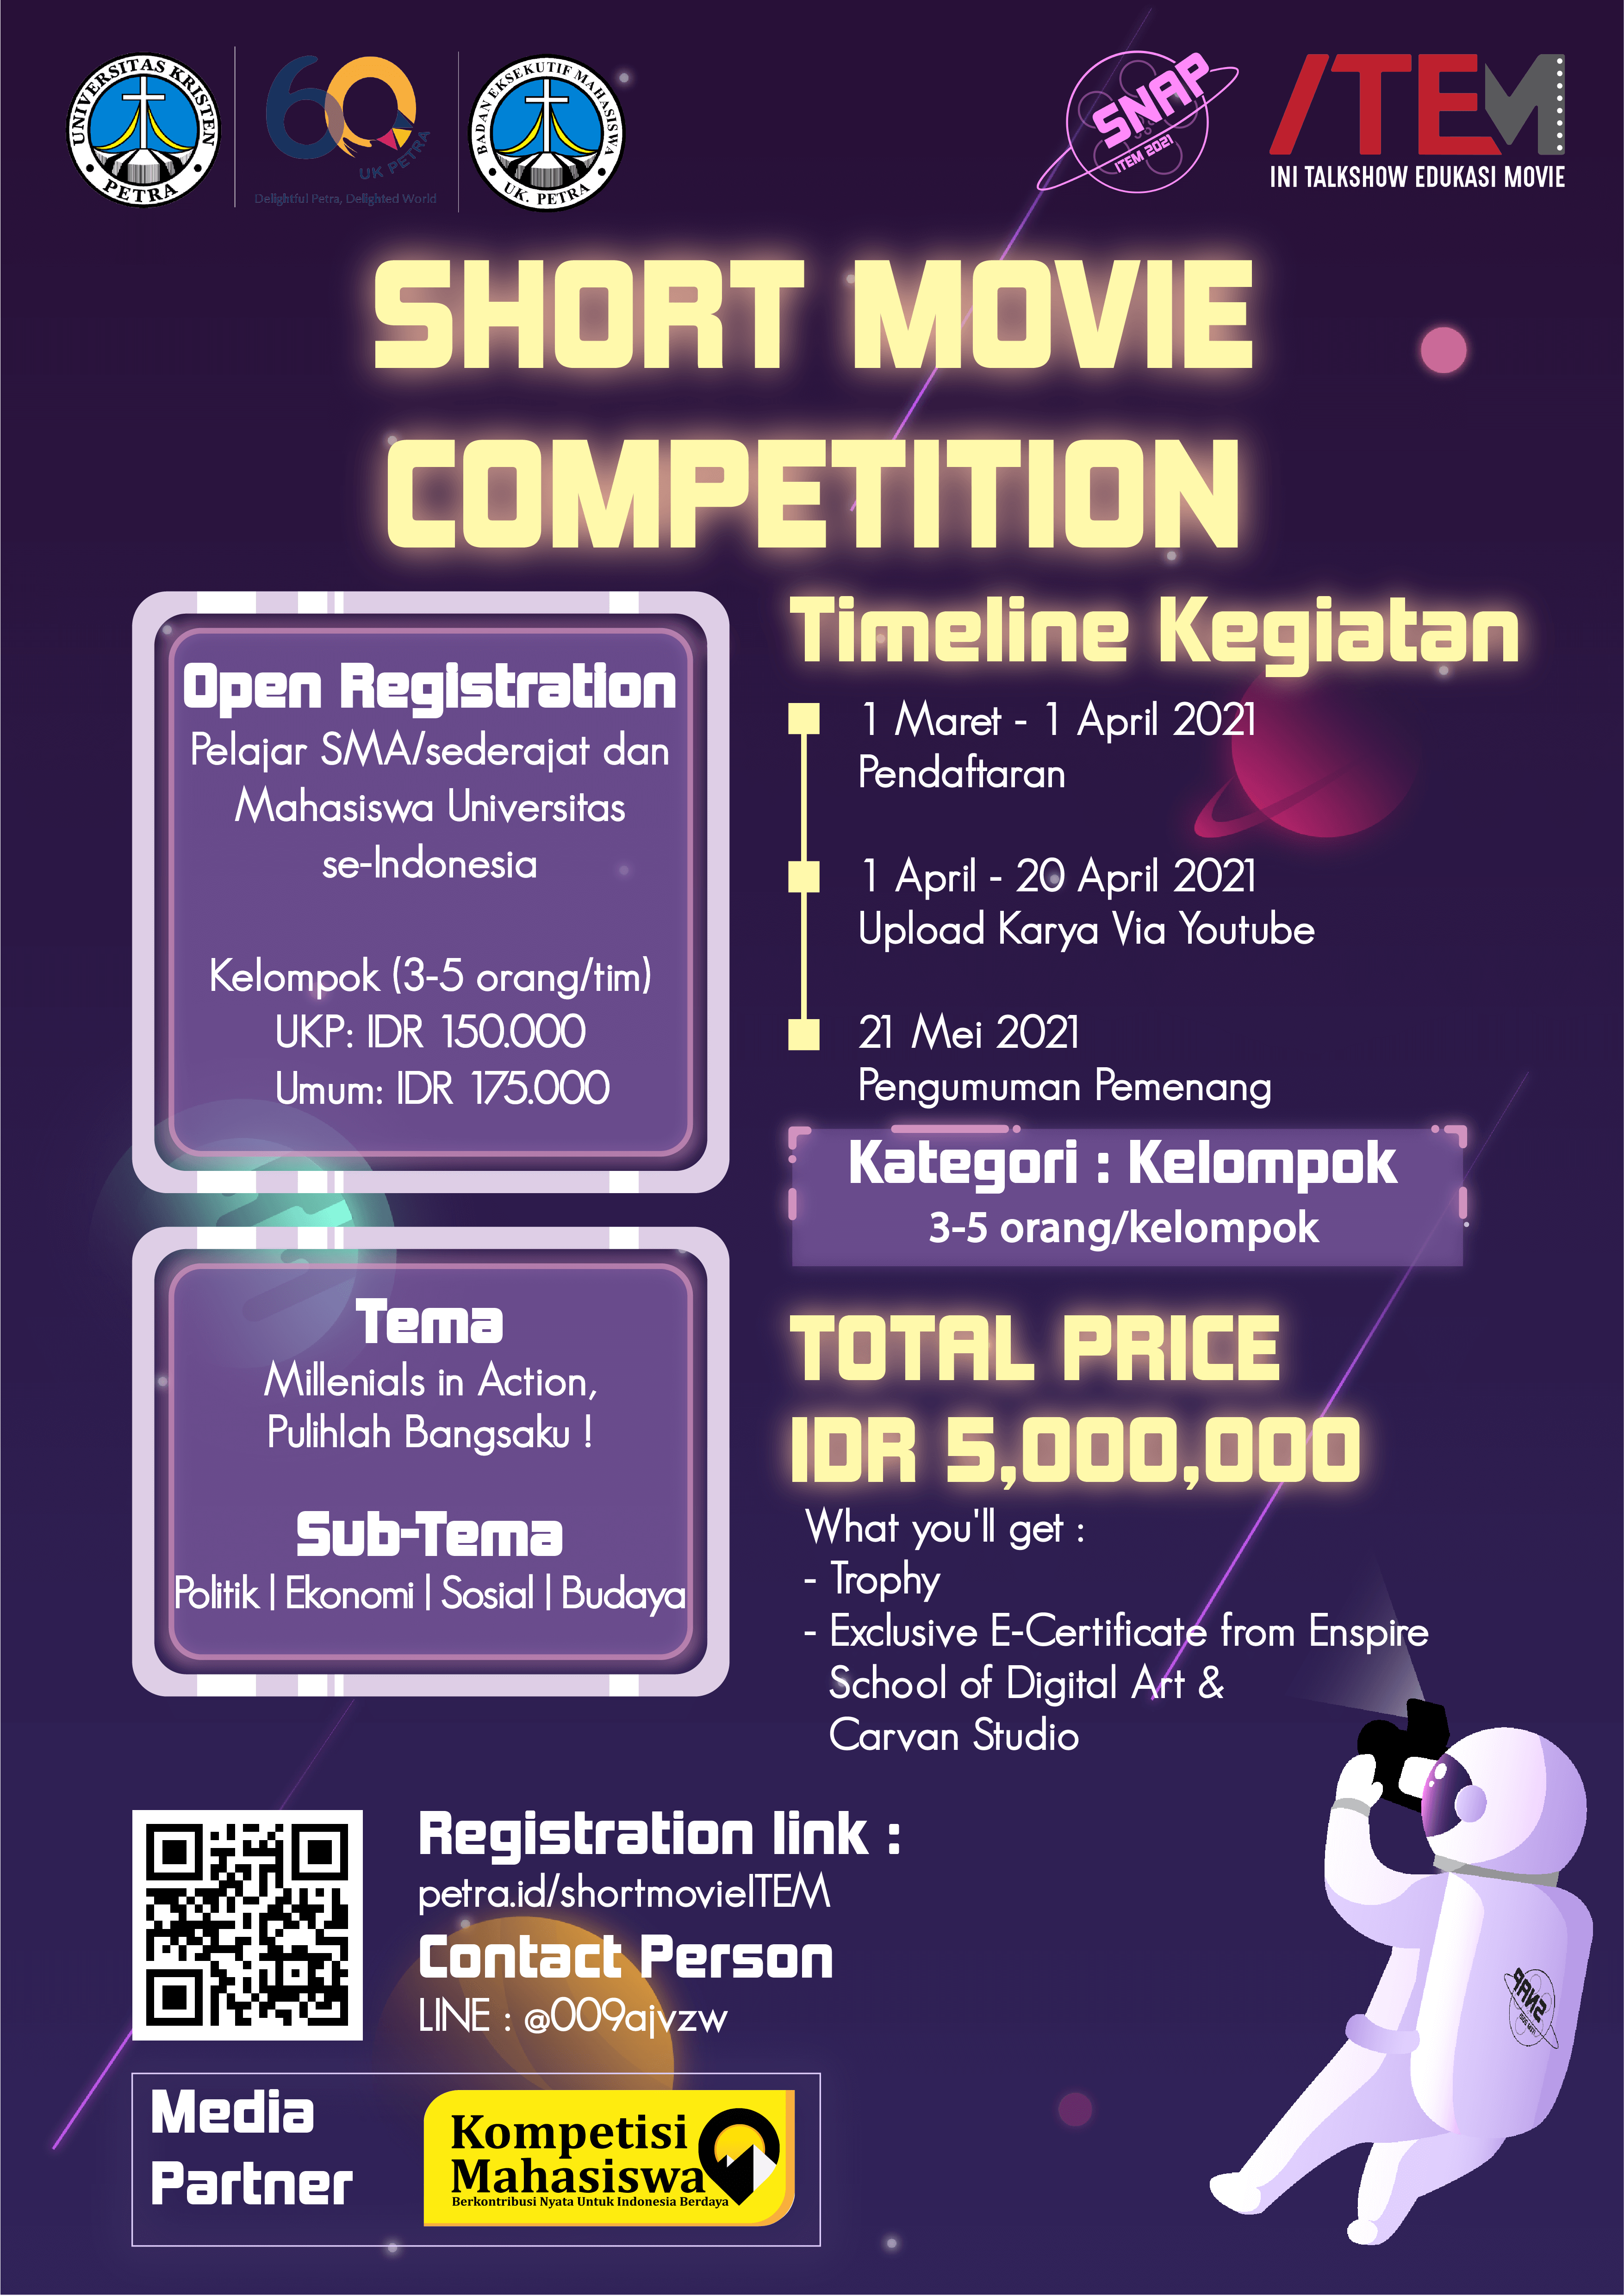 UNIVERSITAS KRISTEN
PETRA
60
UK PETRA
Delightful Petra, Delighted World
BADAN EKSEKUTIF MAHASISWA
UK. PETRA
SNAP
ITEM 2021
ITEM
INI TALKSHOW EDUKASI MOVIE
SHORT MOVIE
COMPETITION
Open Registration
Pelajar SMA/sederajat dan
Mahasiswa Universitas
se-Indonesia
Kelompok (3-5 orang/tim)
UKP: IDR 150.000
Umum: IDR 175.000
Tema
Millenials in Action,
Pulihlah Bangsaku !
Sub-Tema
Politik | Ekonomi | Sosial | Budaya
Timeline Kegiatan
1 Maret - 1 April 2021
Pendaftaran
1 April - 20 April 2021
Upload Karya Via Youtube
21 Mei 2021
Pengumuman Pemenang
Kategori : Kelompok
3-5 orang/kelompok
TOTAL PRICE
IDR 5,000,000
What you'll get :
- Trophy
- Exclusive E-Certificate from Enspire
School of Digital Art &
Carvan Studio
Registration link :
petra.id/shortmovieITEM
Contact Person
LINE : @009ajvzw
SNAP
Media
Partner
Kompetisi
Mahasiswa
Berkontribusi Nyata Untuk Indonesia Berdaya